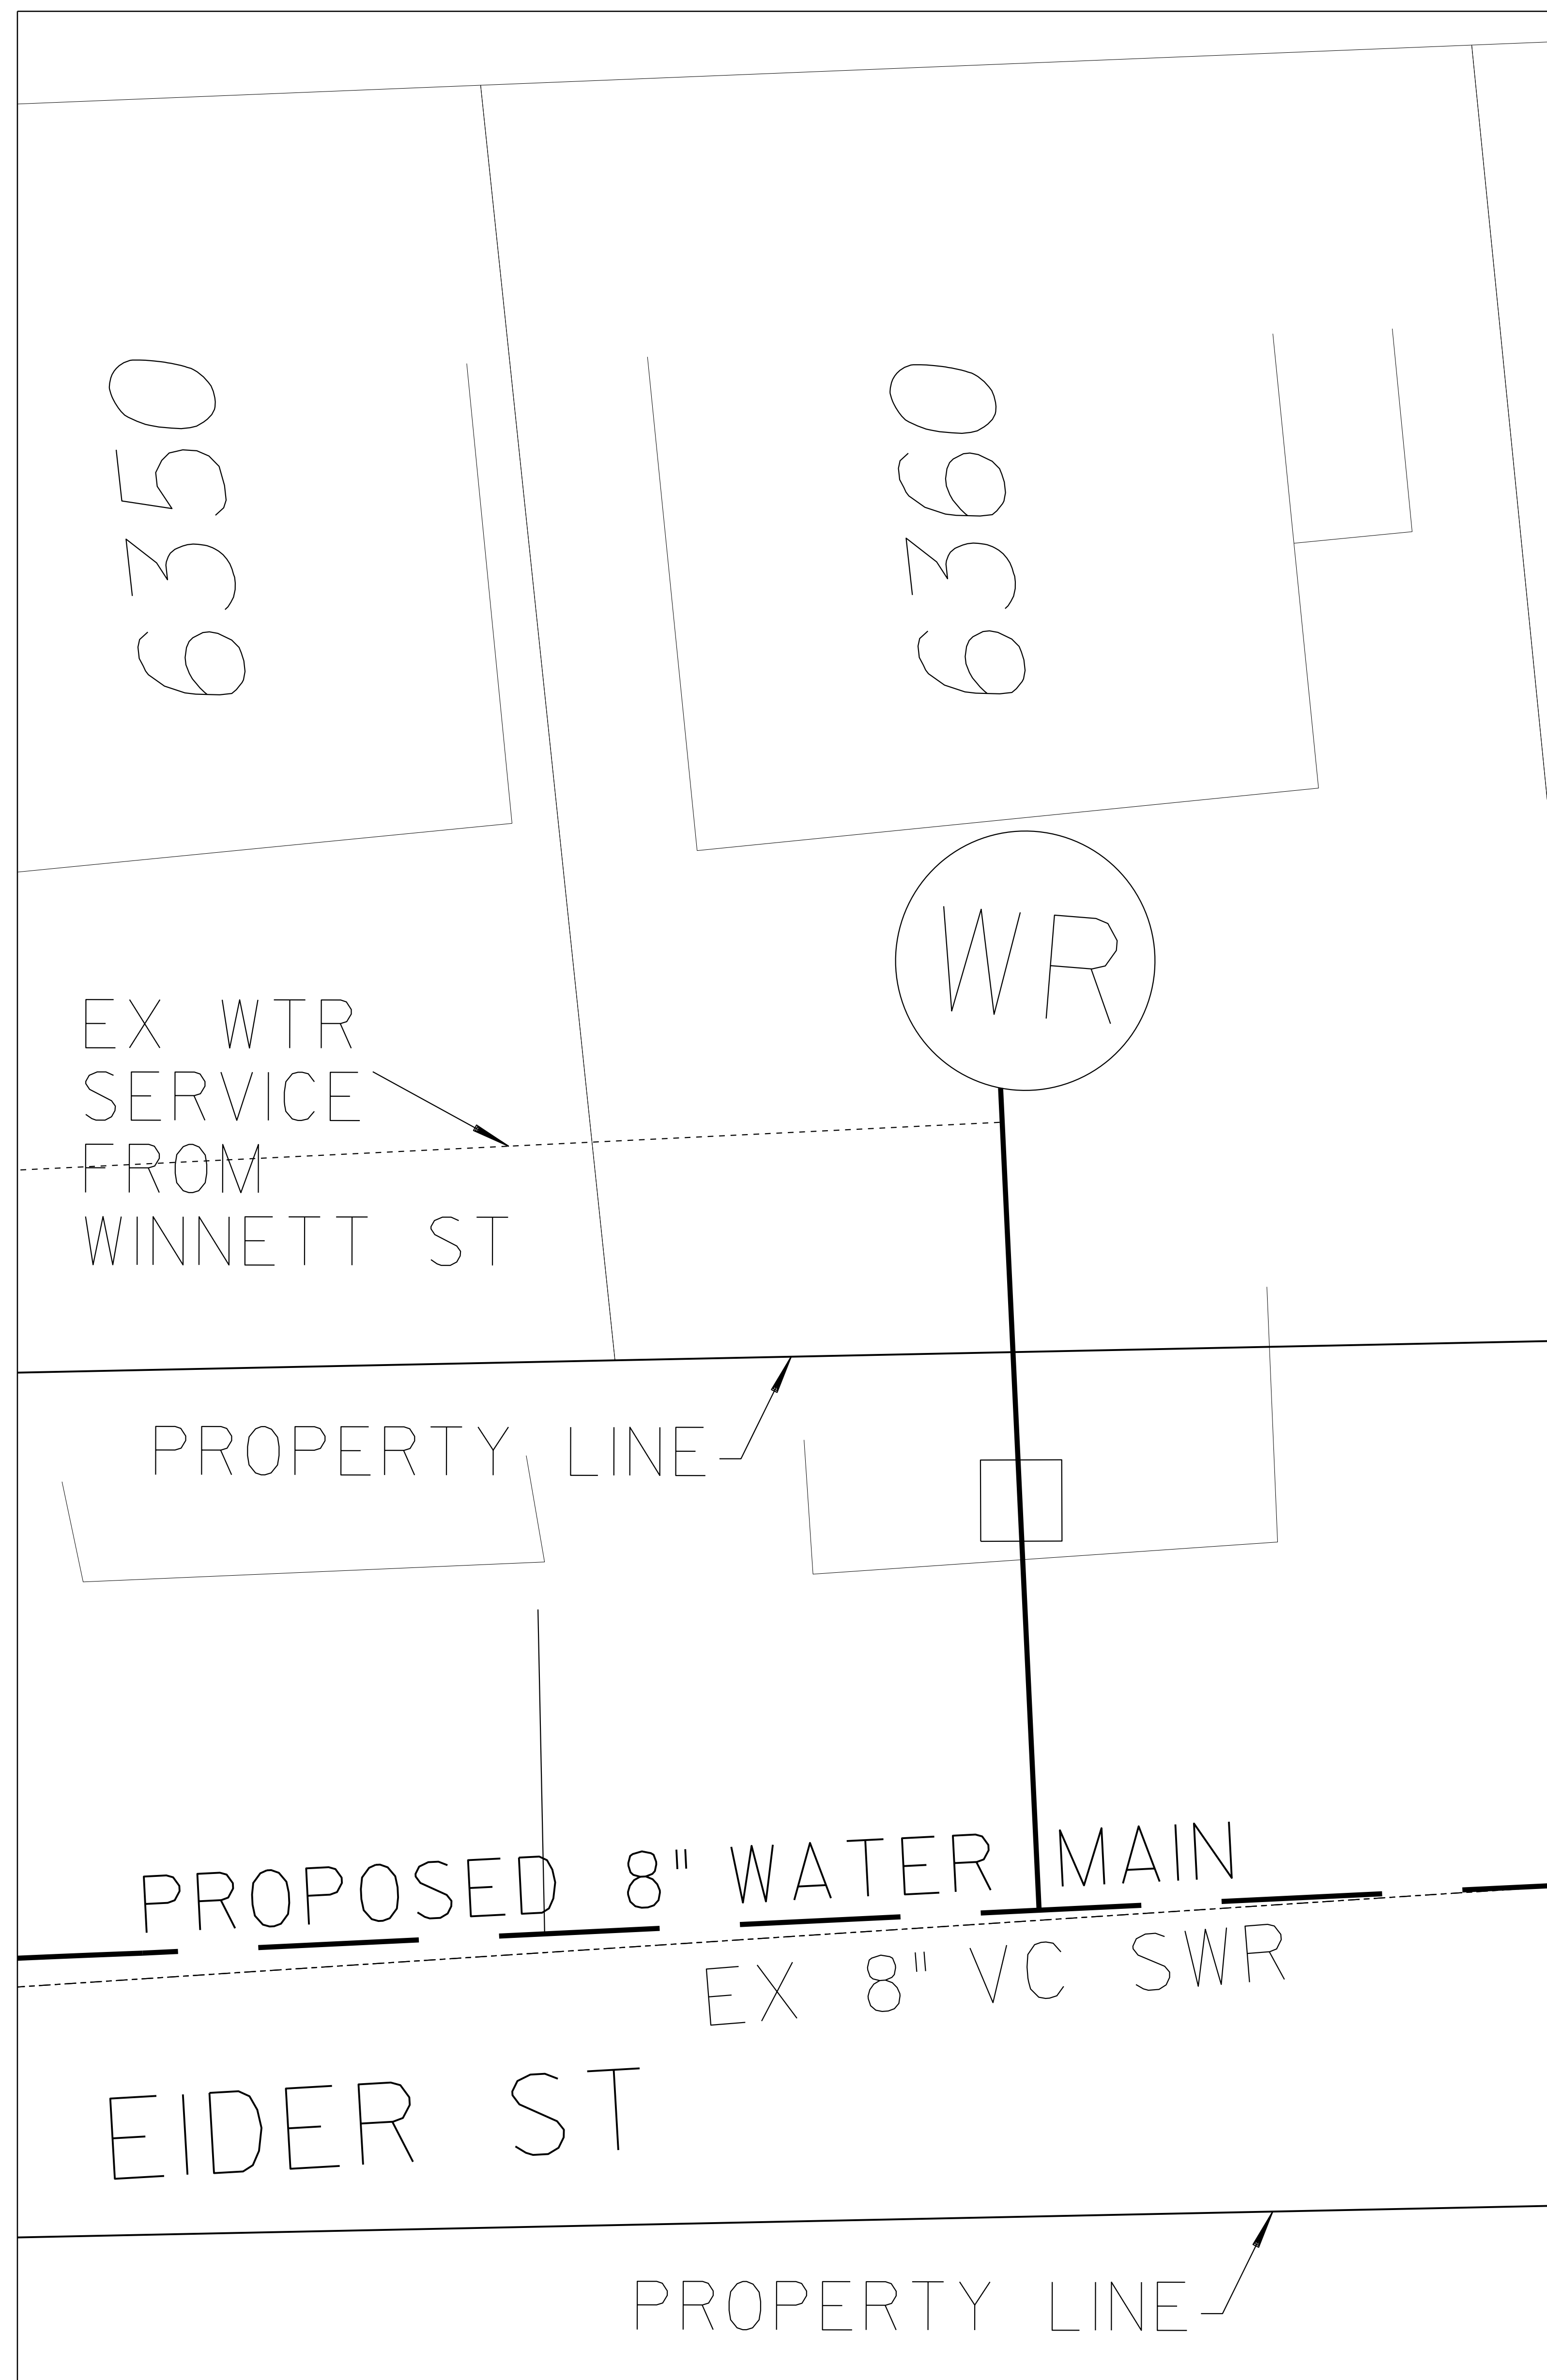 6350
6360
WR
EX WTR
SERVICE
FROM
WINNETT ST
PROPERTY LINE
PROPOSED 8" WATER MAIN
EX 8" VC SWR
EIDER ST
PROPERTY LINE